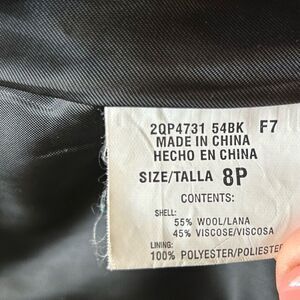 2QP4731 54BK F7
MADE IN CHINA
HECHO EN CHINA
SIZE/TALLA 8P
CONTENTS:
SHELL:
55% WOOL/LANA
45% VISCOSE/VISCOSA
LINING:
100% POLYESTER/POLIESTER